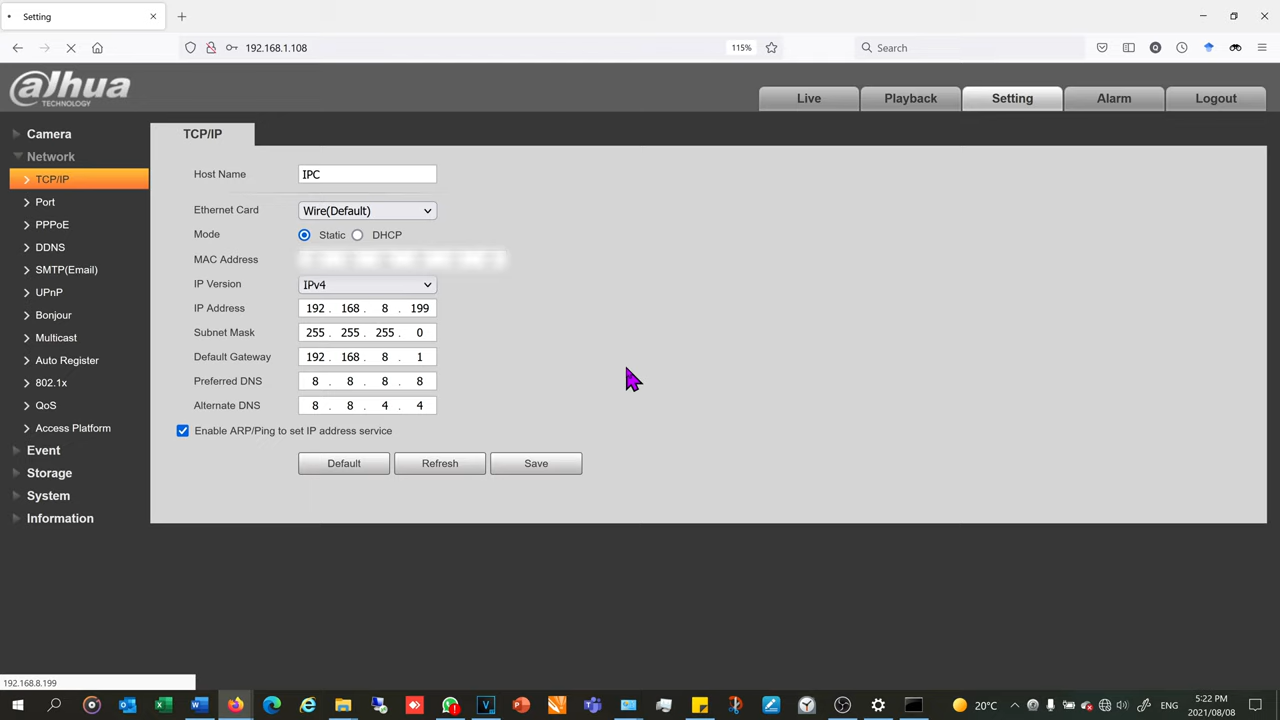 Setting
192.168.1.108
115%
Search
alhua
TECHNOLOGY
Live
Playback
Setting
Alarm
Logout
Camera
Network
TCP/IP
Port
PPPoE
DDNS
SMTP(Email)
UPnP
Bonjour
Multicast
Auto Register
802.1x
QoS
Access Platform
Event
Storage
System
Information
TCP/IP
Host Name IPC
Ethernet Card Wire(Default)
Mode Static DHCP
MAC Address
IP Version IPv4
IP Address 192 . 168 . 8 . 199
Subnet Mask 255 . 255 . 255 . 0
Default Gateway 192 . 168 . 8 . 1
Preferred DNS 8 . 8 . 8 . 8
Alternate DNS 8 . 8 . 4 . 4
Enable ARP/Ping to set IP address service
Default Refresh Save
192.168.8.199
20°C
ENG
5:22 PM
2021/08/08